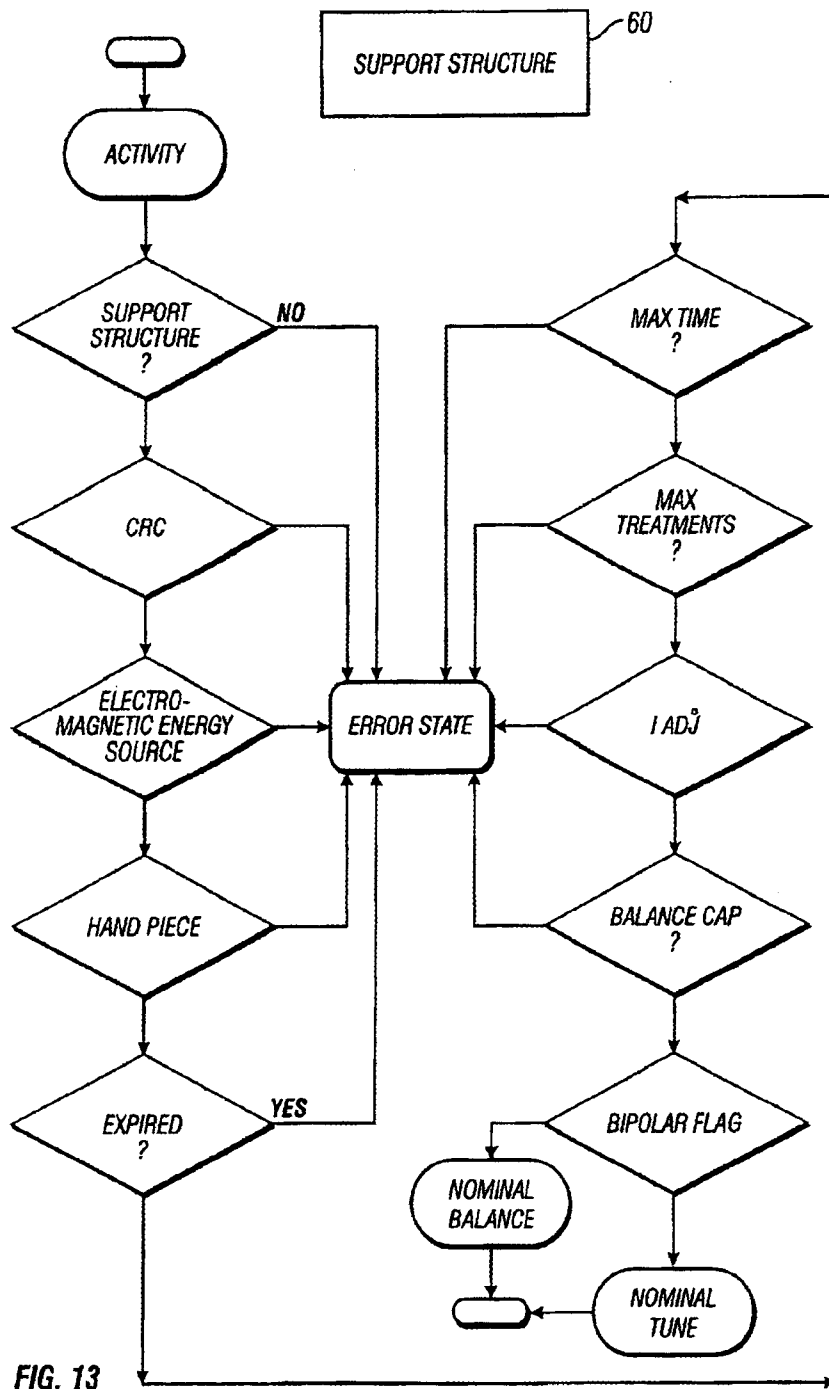 SUPPORT STRUCTURE
60
ACTIVITY
SUPPORT
STRUCTURE
?
NO
CRC
ELECTRO-
MAGNETIC ENERGY
SOURCE
HAND PIECE
EXPIRED
?
YES
ERROR STATE
MAX TIME
?
MAX
TREATMENTS
?
I ADJ
BALANCE CAP
?
BIPOLAR FLAG
NOMINAL
BALANCE
NOMINAL
TUNE
FIG. 13